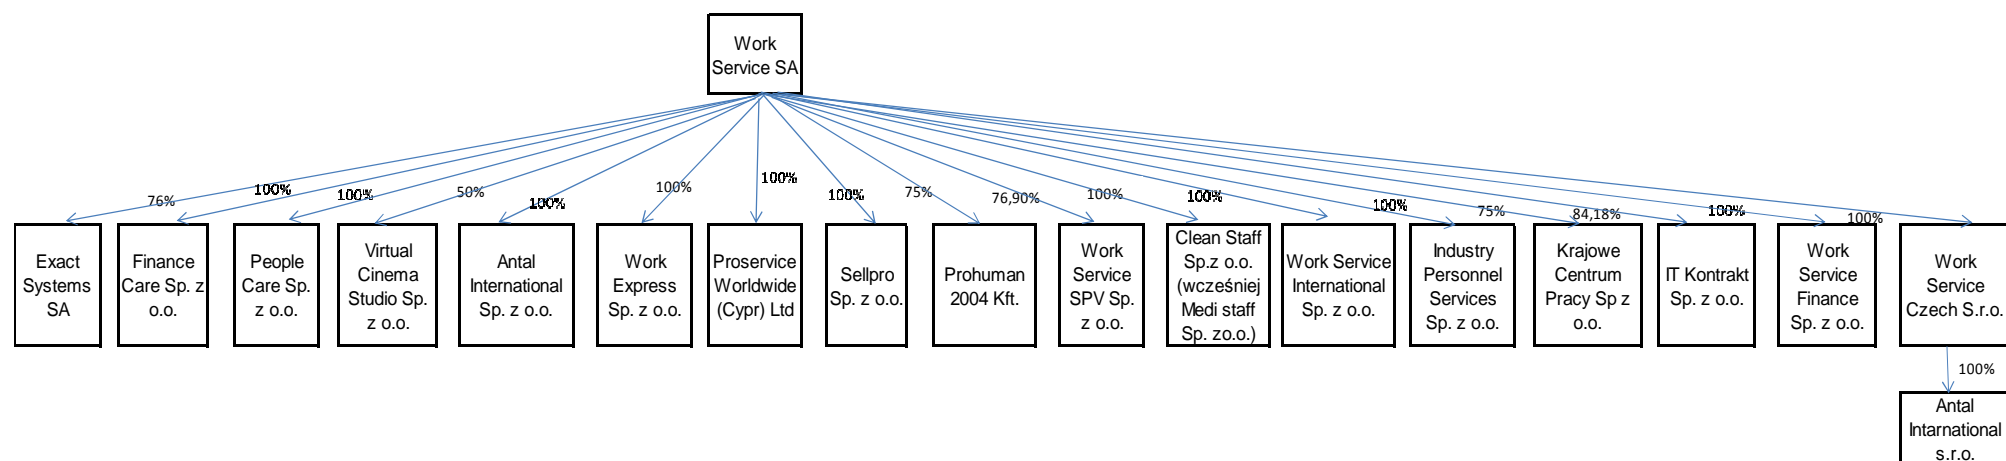 Work
Service SA
76%
100%
100%
50%
100%
100%
100%
100%
75%
76,90%
100%
100%
100%
75%
84,18%
100%
100%
Exact
Systems
SA
Finance
Care Sp. z
o.o.
People
Care Sp.
z o.o.
Virtual
Cinema
Studio Sp.
z o.o.
Antal
International
Sp. z o.o.
Work
Express
Sp. z o.o.
Proservice
Worldwide
(Cypr) Ltd
Sellpro
Sp. z o.o.
Prohuman
2004 Kft.
Work
Service
SPV Sp.
z o.o.
Clean Staff
Sp.z o.o.
(wcześniej
Medi staff
Sp. zo.o.)
Work Service
International
Sp. z o.o.
Industry
Personnel
Services
Sp. z o.o.
Krajowe
Centrum
Pracy Sp z
o.o.
IT Kontrakt
Sp. z o.o.
Work
Service
Finance
Sp. z o.o.
Work
Service
Czech S.r.o.
100%
Antal
Intarnational
s.r.o.